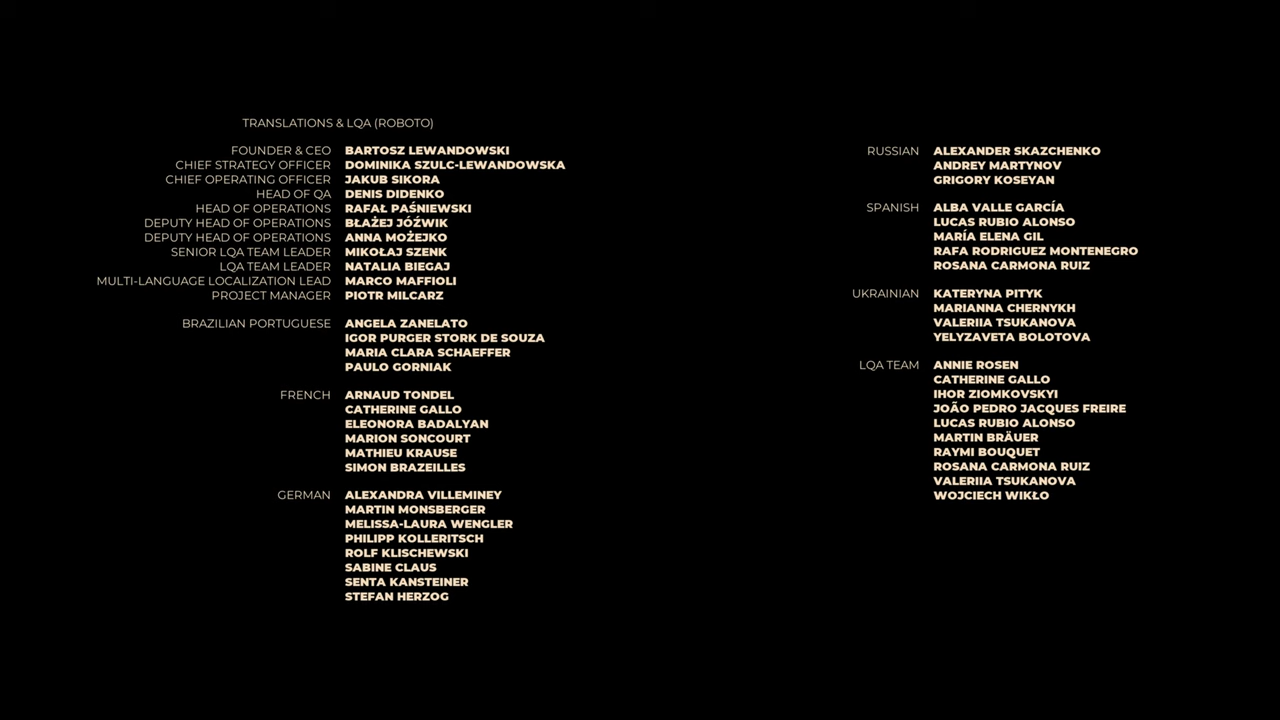 TRANSLATIONS & LQA (ROBOTO)
FOUNDER & CEO BARTOSZ LEWANDOWSKI
CHIEF STRATEGY OFFICER DOMINIKA SZULC-LEWANDOWSKA
CHIEF OPERATING OFFICER JAKUB SIKORA
HEAD OF QA DENIS DIDENKO
HEAD OF OPERATIONS RAFAŁ PAŚNIEWSKI
DEPUTY HEAD OF OPERATIONS BŁAŻEJ JÓŹWIK
DEPUTY HEAD OF OPERATIONS ANNA MOŻEJKO
SENIOR LQA TEAM LEADER MIKOŁAJ SZENK
LQA TEAM LEADER NATALIA BIEGAJ
MULTI-LANGUAGE LOCALIZATION LEAD MARCO MAFFIOLI
PROJECT MANAGER PIOTR MILCARZ
BRAZILIAN PORTUGUESE ANGELA ZANELATO
IGOR PURGER STORK DE SOUZA
MARIA CLARA SCHAEFFER
PAULO GORNIAK
FRENCH ARNAUD TONDEL
CATHERINE GALLO
ELEONORA BADALYAN
MARION SONCOURT
MATHIEU KRAUSE
SIMON BRAZEILLES
GERMAN ALEXANDRA VILLEMINEY
MARTIN MONSBERGER
MELISSA-LAURA WENGLER
PHILIPP KOLLERITSCH
ROLF KLISCHEWSKI
SABINE CLAUS
SENTA KANSTEINER
STEFAN HERZOG
RUSSIAN ALEXANDER SKAZCHENKO
ANDREY MARTYNOV
GRIGORY KOSEYAN
SPANISH ALBA VALLE GARCÍA
LUCAS RUBIO ALONSO
MARÍA ELENA GIL
RAFA RODRIGUEZ MONTENEGRO
ROSANA CARMONA RUIZ
UKRAINIAN KATERYNA PITYK
MARIANNA CHERNYKH
VALERIIA TSUKANOVA
YELYZAVETA BOLOTOVA
LQA TEAM ANNIE ROSEN
CATHERINE GALLO
IHOR ZIOMKOVSKYI
JOÃO PEDRO JACQUES FREIRE
LUCAS RUBIO ALONSO
MARTIN BRÄUER
RAYMI BOUQUET
ROSANA CARMONA RUIZ
VALERIIA TSUKANOVA
WOJCIECH WIKŁO